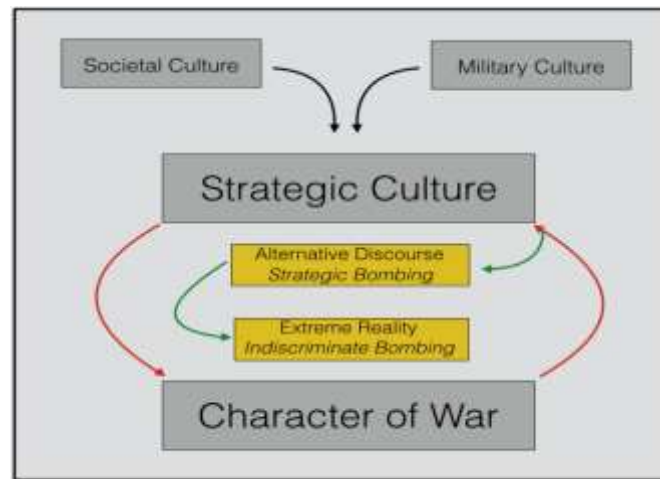 Societal Culture
Military Culture
Strategic Culture
Alternative Discourse
Strategic Bombing
Extreme Reality
Indiscriminate Bombing
Character of War